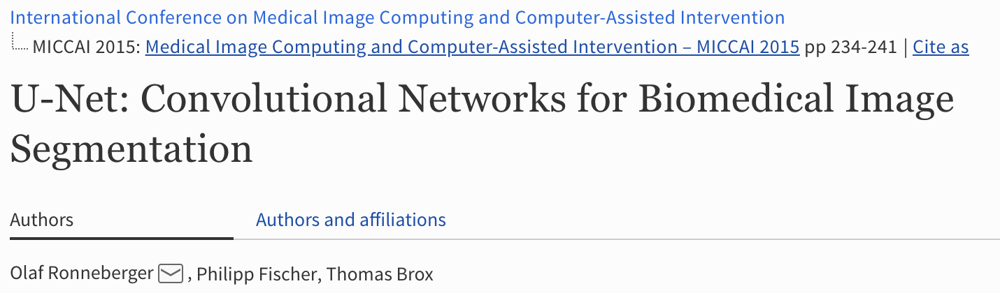 International Conference on Medical Image Computing and Computer-Assisted Intervention
MICCAI 2015: Medical Image Computing and Computer-Assisted Intervention – MICCAI 2015 pp 234-241 | Cite as
U-Net: Convolutional Networks for Biomedical Image
Segmentation
Authors Authors and affiliations
Olaf Ronneberger , Philipp Fischer, Thomas Brox